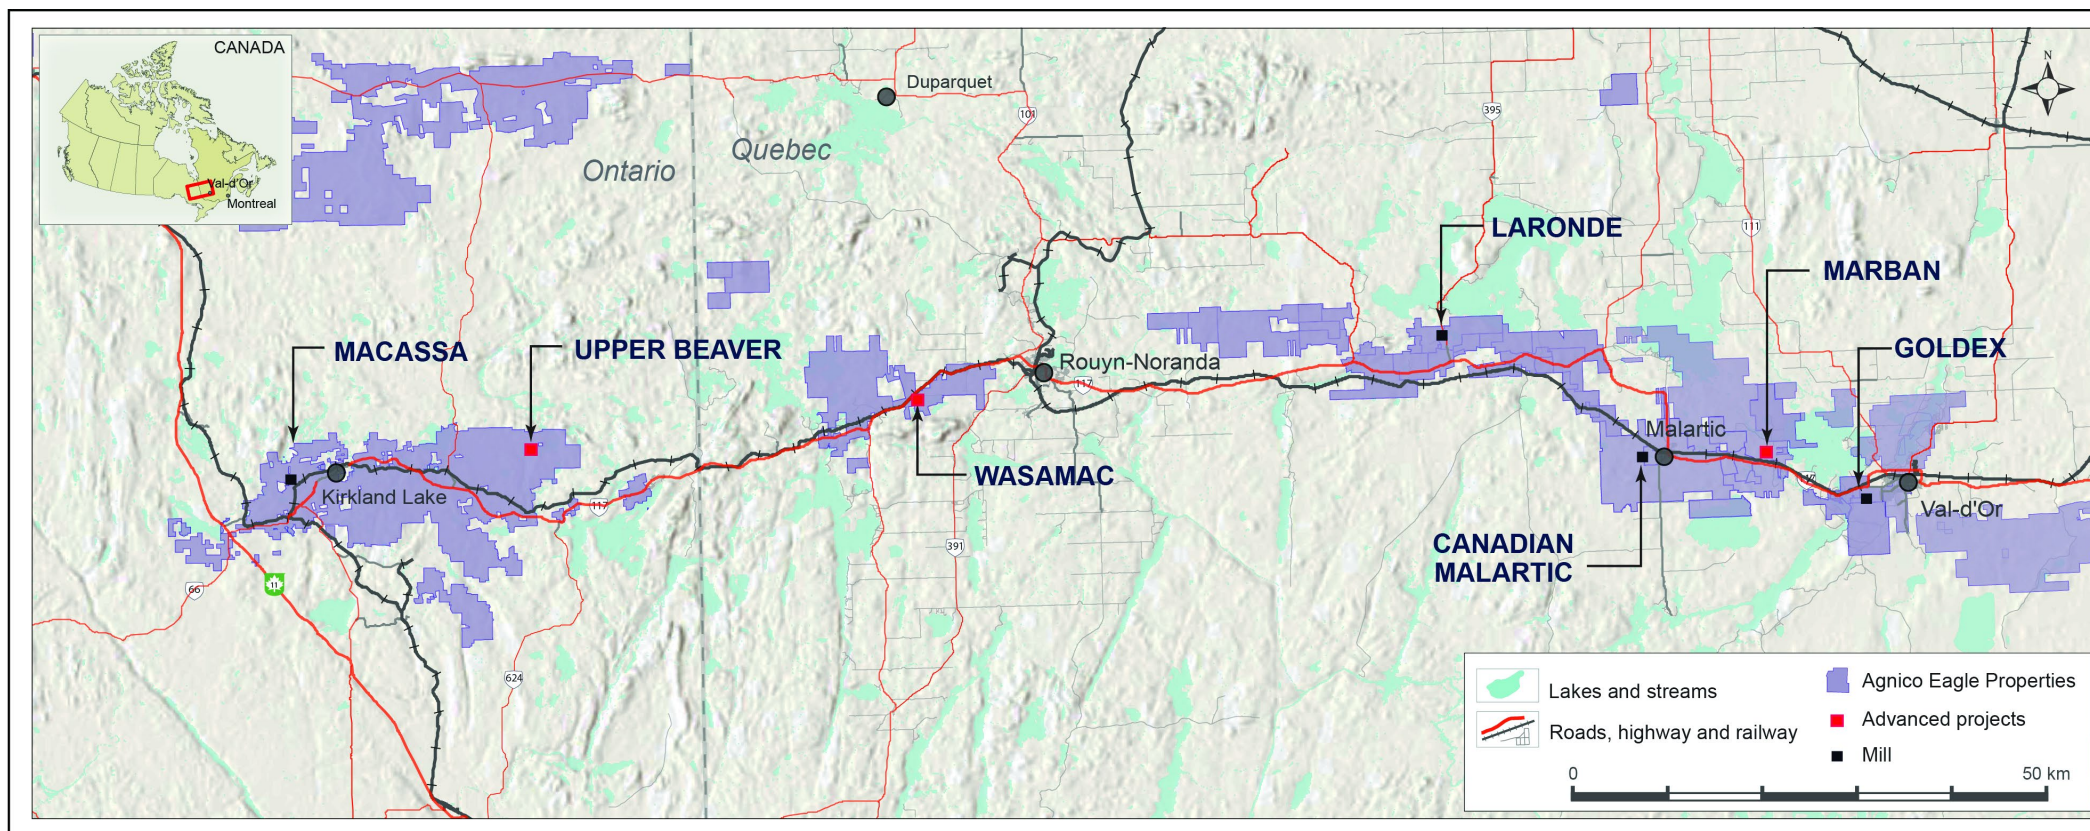 CANADA
Val-d'Or
Montreal
N
Duparquet
101
395
Quebec
Ontario
LARONDE
111
MARBAN
GOLDEX
MACASSA
UPPER BEAVER
Rouyn-Noranda
117
Malartic
WASAMAC
Kirkland Lake
117
Val-d'Or
CANADIAN
MALARTIC
391
66
11
624
Lakes and streams
Roads, highway and railway
Agnico Eagle Properties
Advanced projects
Mill
0
50 km